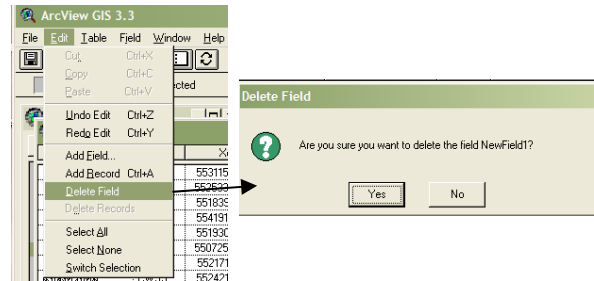 ArcView GIS 3.3
File Edit Table Field Window Help
Cut Ctrl+X
Copy Ctrl+C
Paste Ctrl+V
cted
Undo Edit Ctrl+Z
Redo Edit Ctrl+Y
Add Field...
Add Record Ctrl+A
Delete Field
Delete Records
Select All
Select None
Switch Selection
553115
552533
551839
554191
551930
550725
552171
552421
Delete Field
Are you sure you want to delete the field NewField1?
Yes No